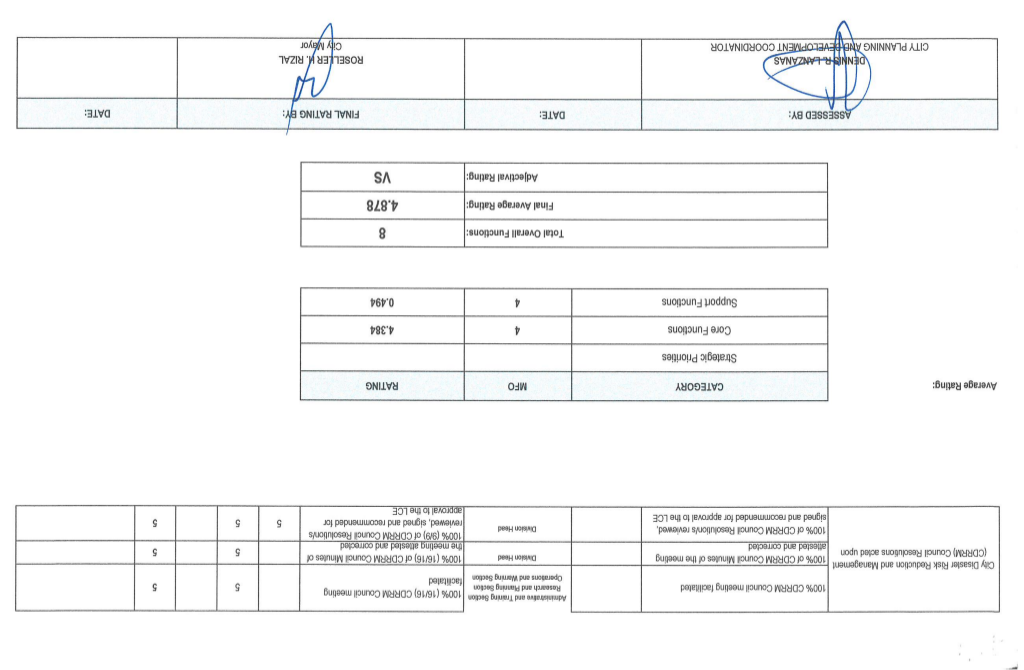 City Disaster Risk Reduction and Management
(CDRRM) Council Resolutions acted upon
100% CDRRM Council meeting facilitated
Administrative and Training Section
Research and Planning Section
Operations and Warning Section
100% (16/16) CDRRM Council meeting
facilitated
5
5
100% of CDRRM Council Minutes of the meeting
attested and corrected
Division Head
100% (16/16) of CDRRM Council Minutes of
the meeting attested and corrected
5
5
100% of CDRRM Council Resolution/s reviewed,
signed and recommended for approval to the LCE
Division Head
100% (9/9) of CDRRM Council Resolution/s
reviewed, signed and recommended for
approval to the LCE
5
5
5
Average Rating:
CATEGORY MFO RATING
Strategic Priorities
Core Functions 4 4.384
Support Functions 4 0.494
Total Overall Functions: 8
Final Average Rating: 4.878
Adjectival Rating: VS
ASSESSED BY: DATE: FINAL RATING BY: DATE:
DENNIS R. LANZANAS
CITY PLANNING AND DEVELOPMENT COORDINATOR
ROSELLER H. RIZAL
City Mayor